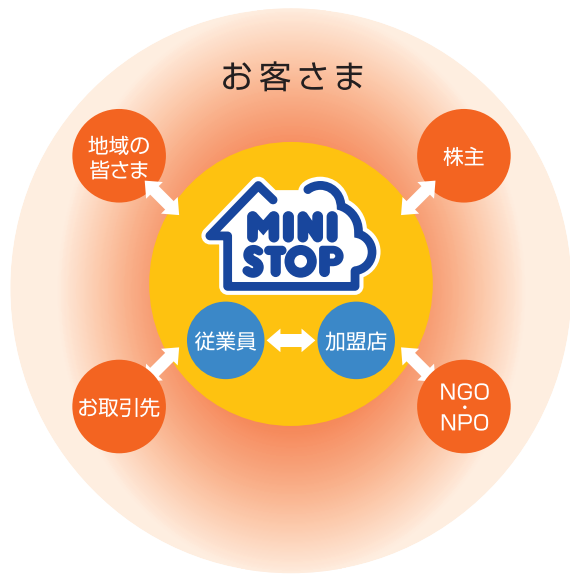 お客さま
地域の
皆さま
株主
MINI
STOP
従業員
加盟店
お取引先
NGO
・
NPO